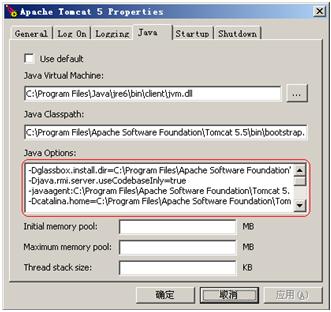 Apache Tomcat 5 Properties
General Log On Logging Java Startup Shutdown
Use default
Java Virtual Machine:
C:\Program Files\Java\jre6\bin\client\jvm.dll
...
Java Classpath:
C:\Program Files\Apache Software Foundation\Tomcat 5.5\bin\bootstrap.
Java Options:
-Dglassbox.install.dir=C:\Program Files\Apache Software Foundation'
-Djava.rmi.server.useCodebaseInly=true
-javaagent:C:\Program Files\Apache Software Foundation\Tomcat 5.
-Dcatalina.home=C:\Program Files\Apache Software Foundation\Tom
Initial memory pool: MB
Maximum memory pool: MB
Thread stack size: KB
确定 取消 应用(A)